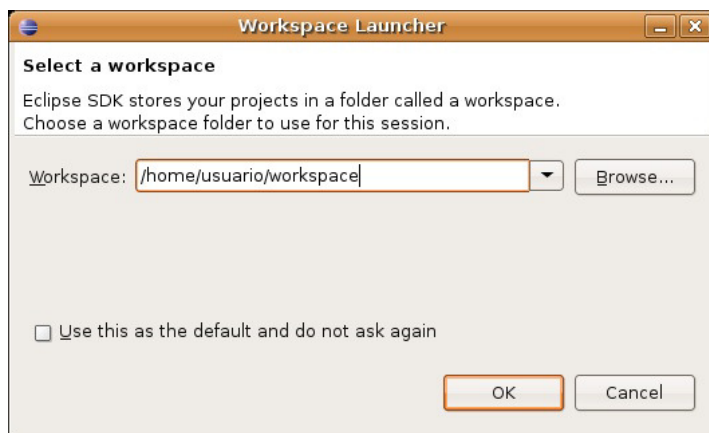 Workspace Launcher
Select a workspace
Eclipse SDK stores your projects in a folder called a workspace.
Choose a workspace folder to use for this session.
Workspace: /home/usuario/workspace Browse...
Use this as the default and do not ask again
OK Cancel